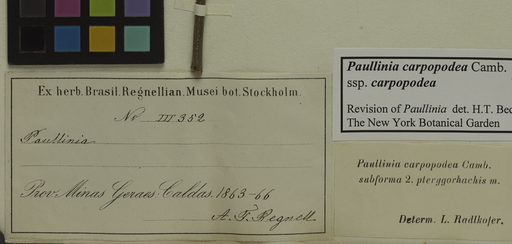 Ex herb. Brasil. Regnellian. Musei bot. Stockholm.
No III 352
Paullinia
Prov. Minas Geraes: Caldas. 1863-66
A. F. Regnell
Paullinia carpopodea Camb.
ssp. carpopodea
Revision of Paullinia det. H.T. Bec
The New York Botanical Garden
Paullinia carpopodea Camb.
subforma 2. pterggorhachis m.
Determ. L. Radlkofer.